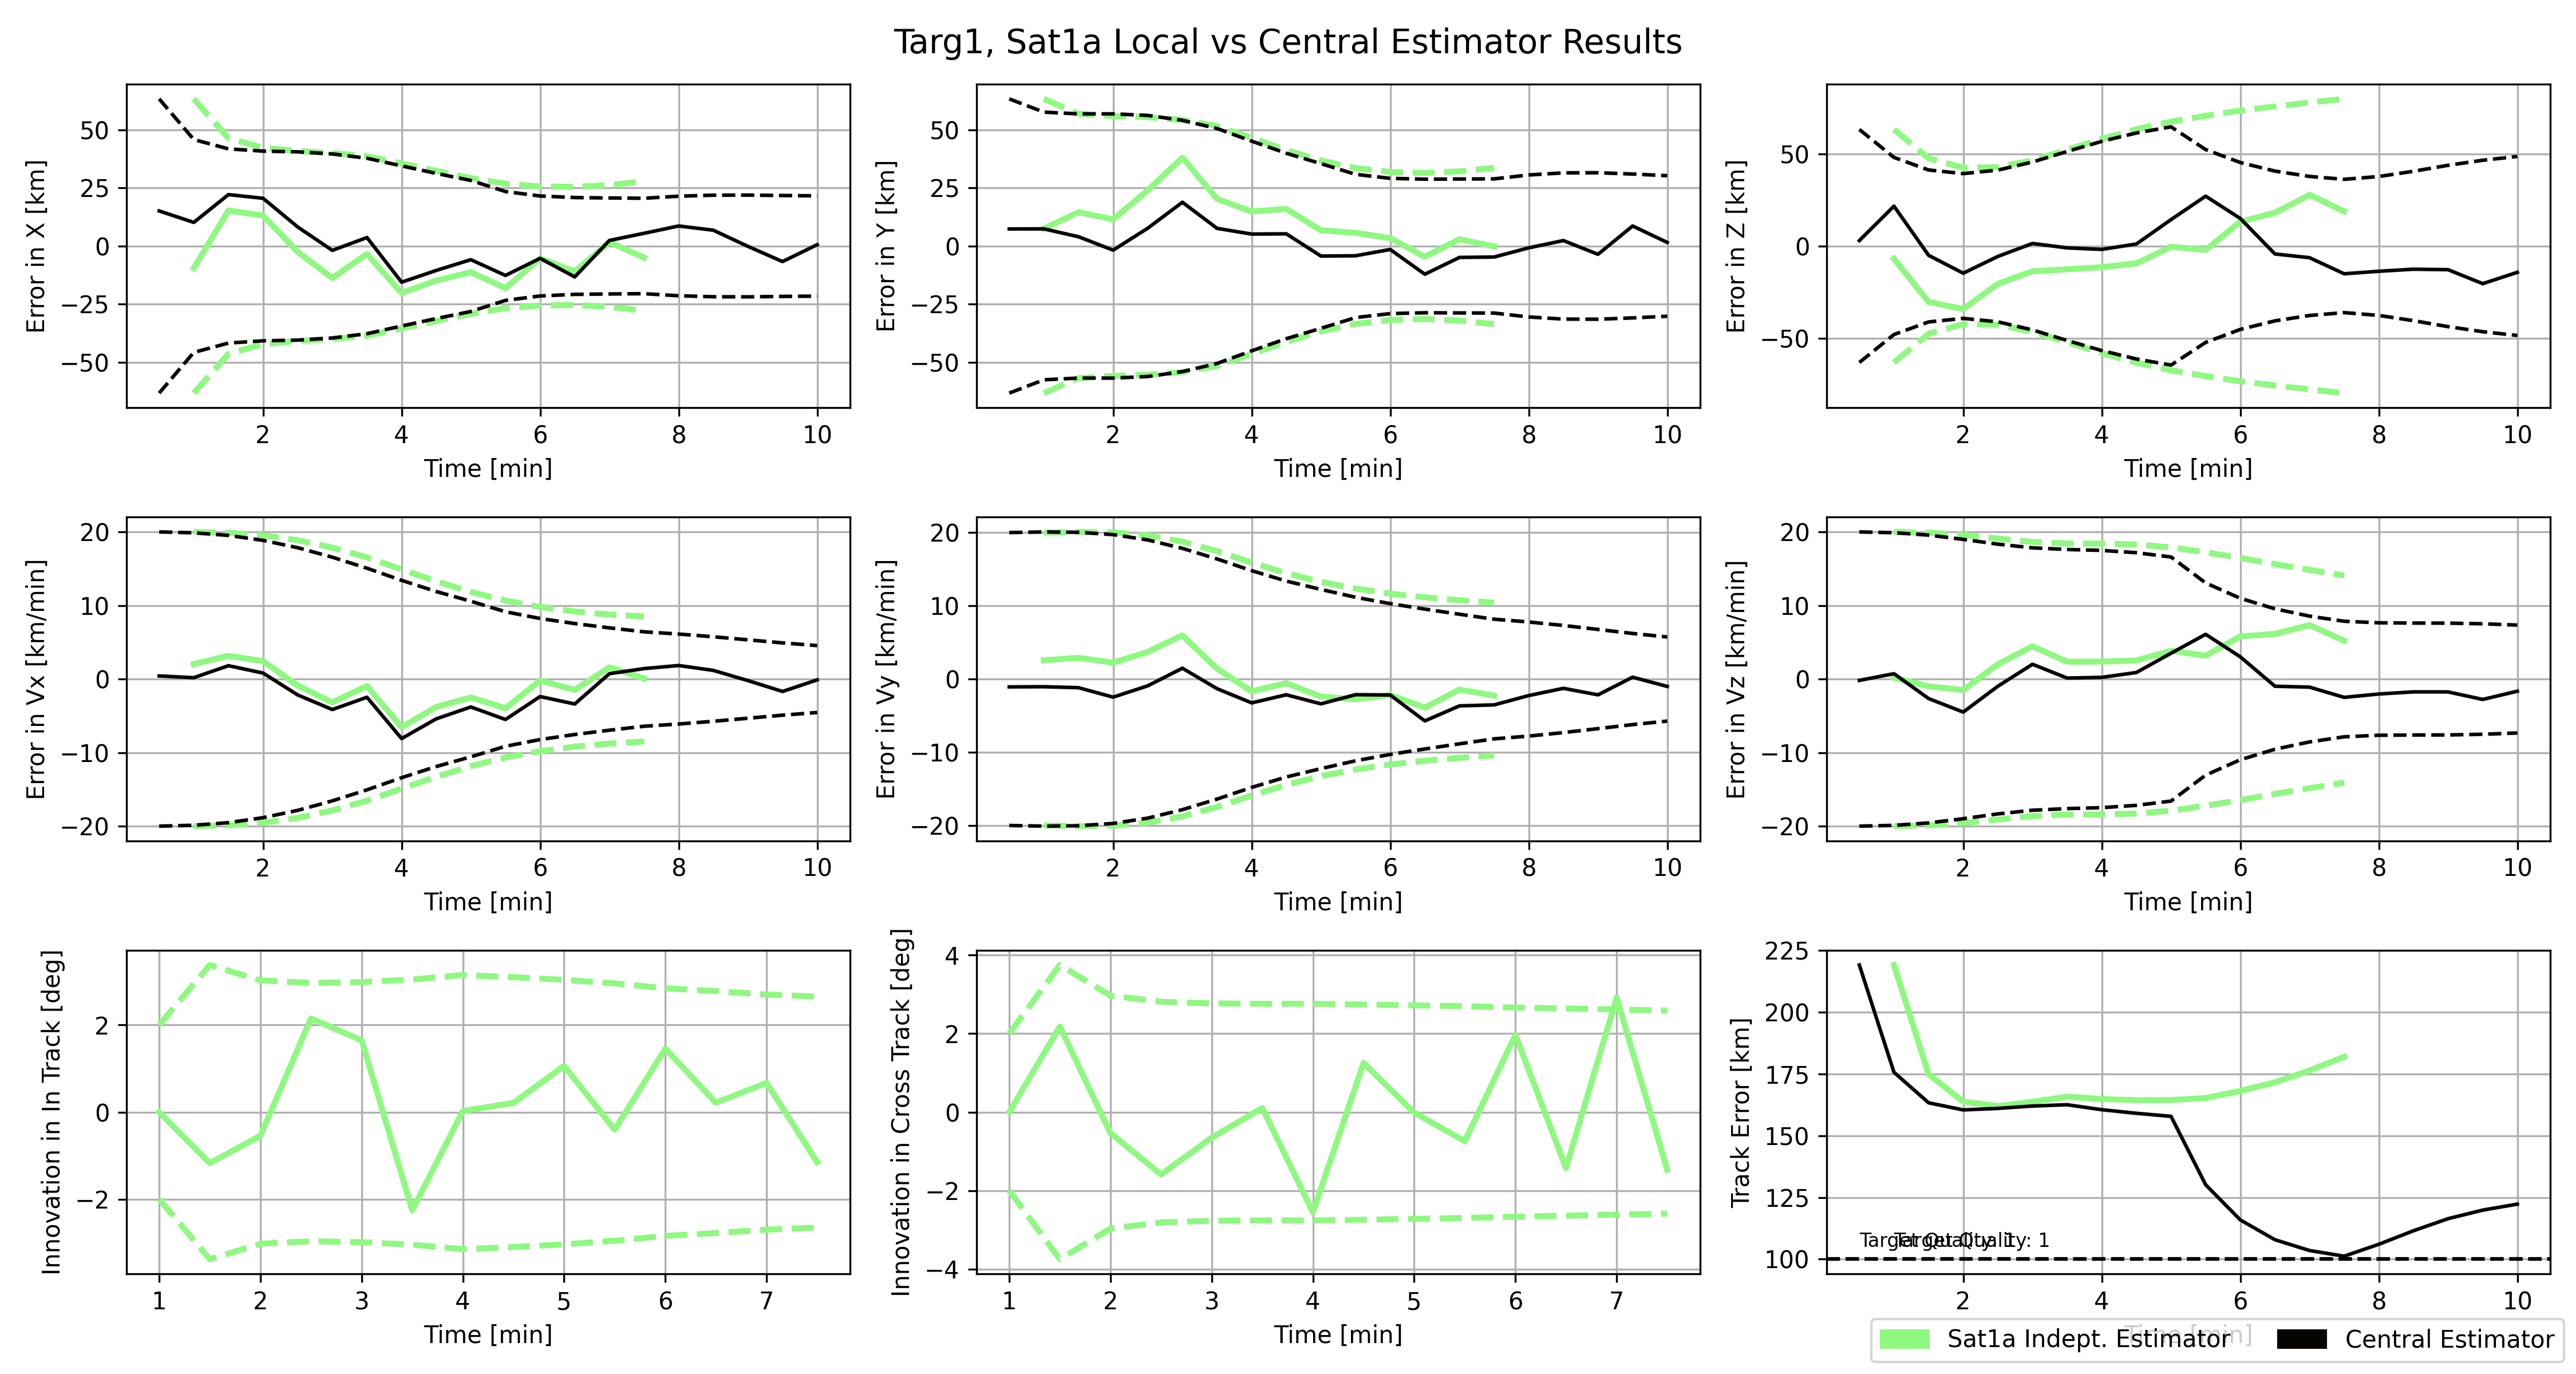 Targ1, Sat1a Local vs Central Estimator Results
Error in X [km]
50
25
0
−25
−50
2 4 6 8 10
Time [min]
Error in Y [km]
50
25
0
−25
−50
2 4 6 8 10
Time [min]
Error in Z [km]
50
0
−50
2 4 6 8 10
Time [min]
Error in Vx [km/min]
20
10
0
−10
−20
2 4 6 8 10
Time [min]
Error in Vy [km/min]
20
10
0
−10
−20
2 4 6 8 10
Time [min]
Error in Vz [km/min]
20
10
0
−10
−20
2 4 6 8 10
Time [min]
Innovation in In Track [deg]
2
0
−2
1 2 3 4 5 6 7
Time [min]
Innovation in Cross Track [deg]
4
2
0
−2
−4
1 2 3 4 5 6 7
Time [min]
Track Error [km]
225
200
175
150
125
100
Target Quality: 1
Target Quality: 1
2 4 6 8 10
Time [min]
Sat1a Indept. Estimator
Central Estimator